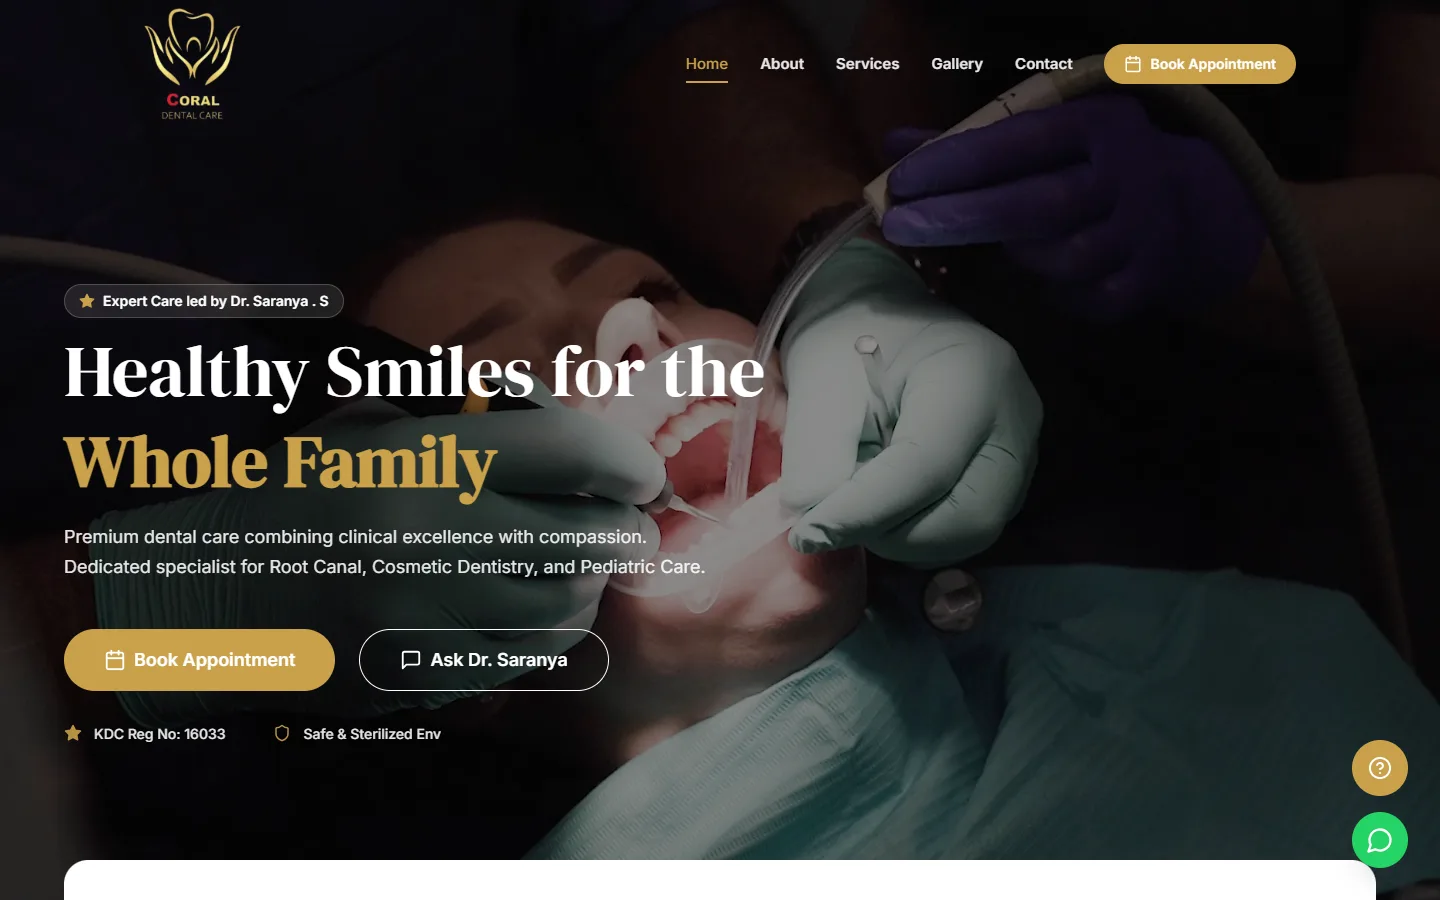 CORAL
DENTAL CARE
Home About Services Gallery Contact Book Appointment
Expert Care led by Dr. Saranya . S
Healthy Smiles for the
Whole Family
Premium dental care combining clinical excellence with compassion.
Dedicated specialist for Root Canal, Cosmetic Dentistry, and Pediatric Care.
Book Appointment Ask Dr. Saranya
KDC Reg No: 16033 Safe & Sterilized Env